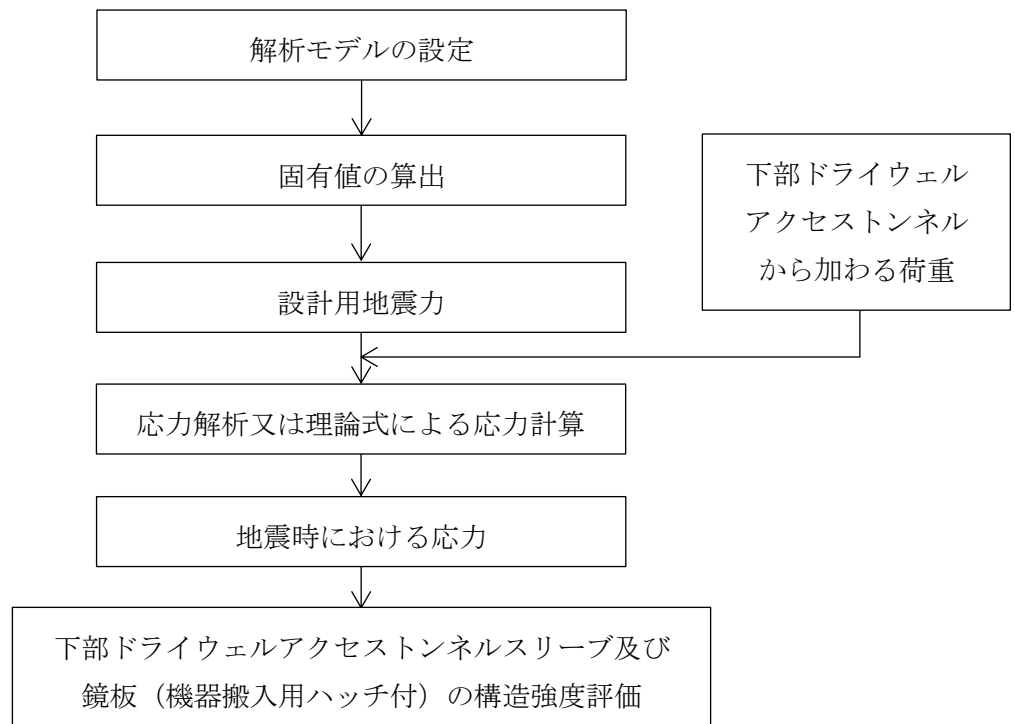 解析モデルの設定
固有値の算出
下部ドライウェル
アクセストンネル
から加わる荷重
設計用地震力
応力解析又は理論式による応力計算
地震時における応力
下部ドライウェルアクセストンネルスリーブ及び
鏡板（機器搬入用ハッチ付）の構造強度評価